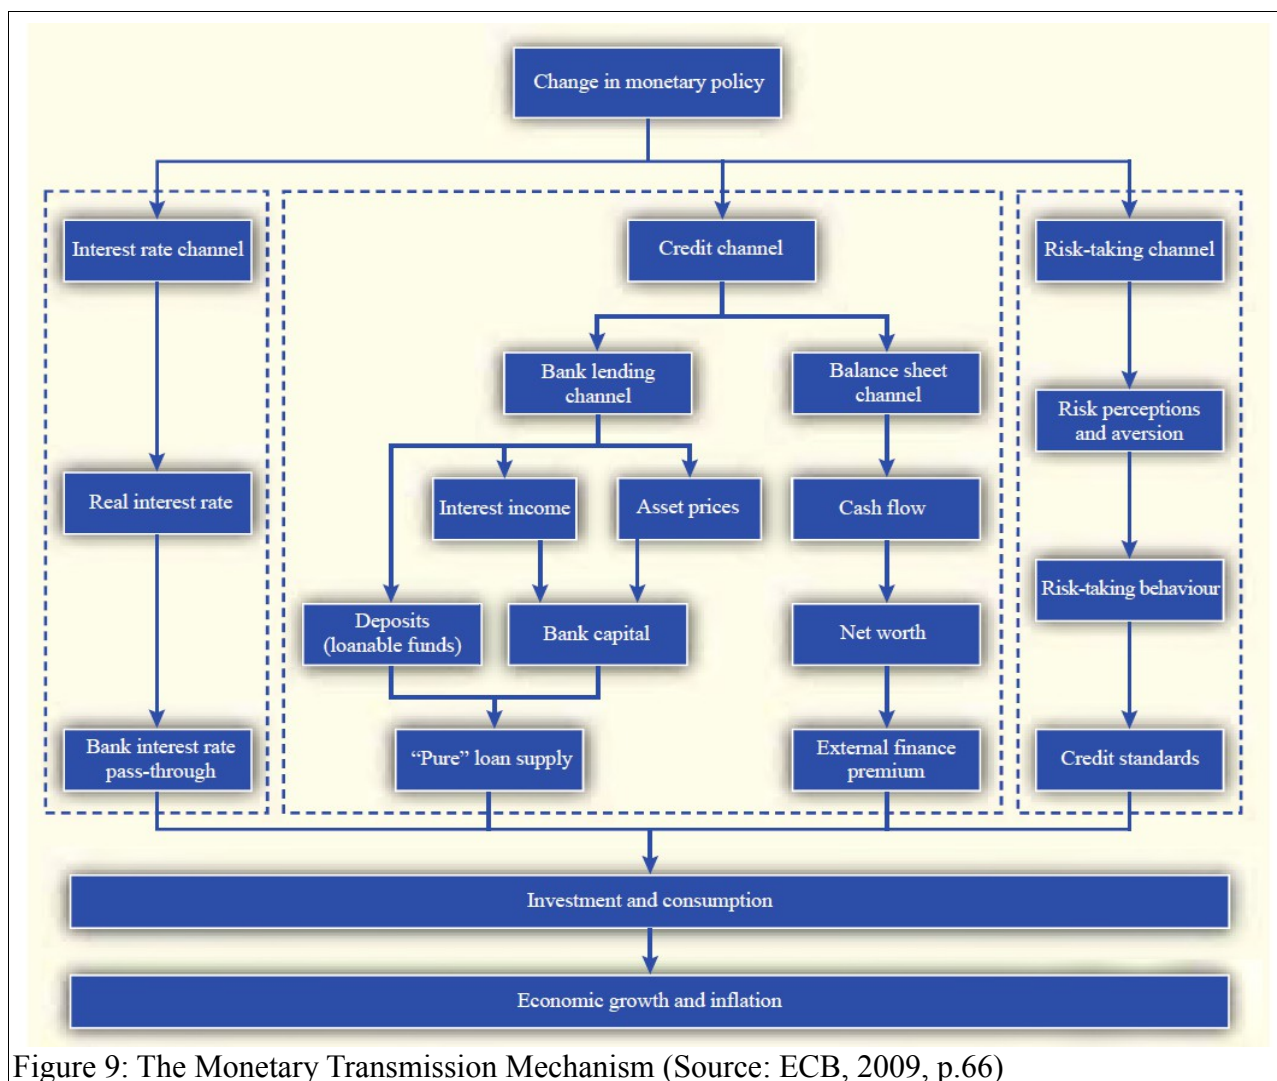 Change in monetary policy
Interest rate channel
Credit channel
Risk-taking channel
Bank lending
channel
Balance sheet
channel
Risk perceptions
and aversion
Real interest rate
Interest income
Asset prices
Cash flow
Risk-taking behaviour
Deposits
(loanable funds)
Bank capital
Net worth
Bank interest rate
pass-through
“Pure” loan supply
External finance
premium
Credit standards
Investment and consumption
Economic growth and inflation
Figure 9: The Monetary Transmission Mechanism (Source: ECB, 2009, p.66)